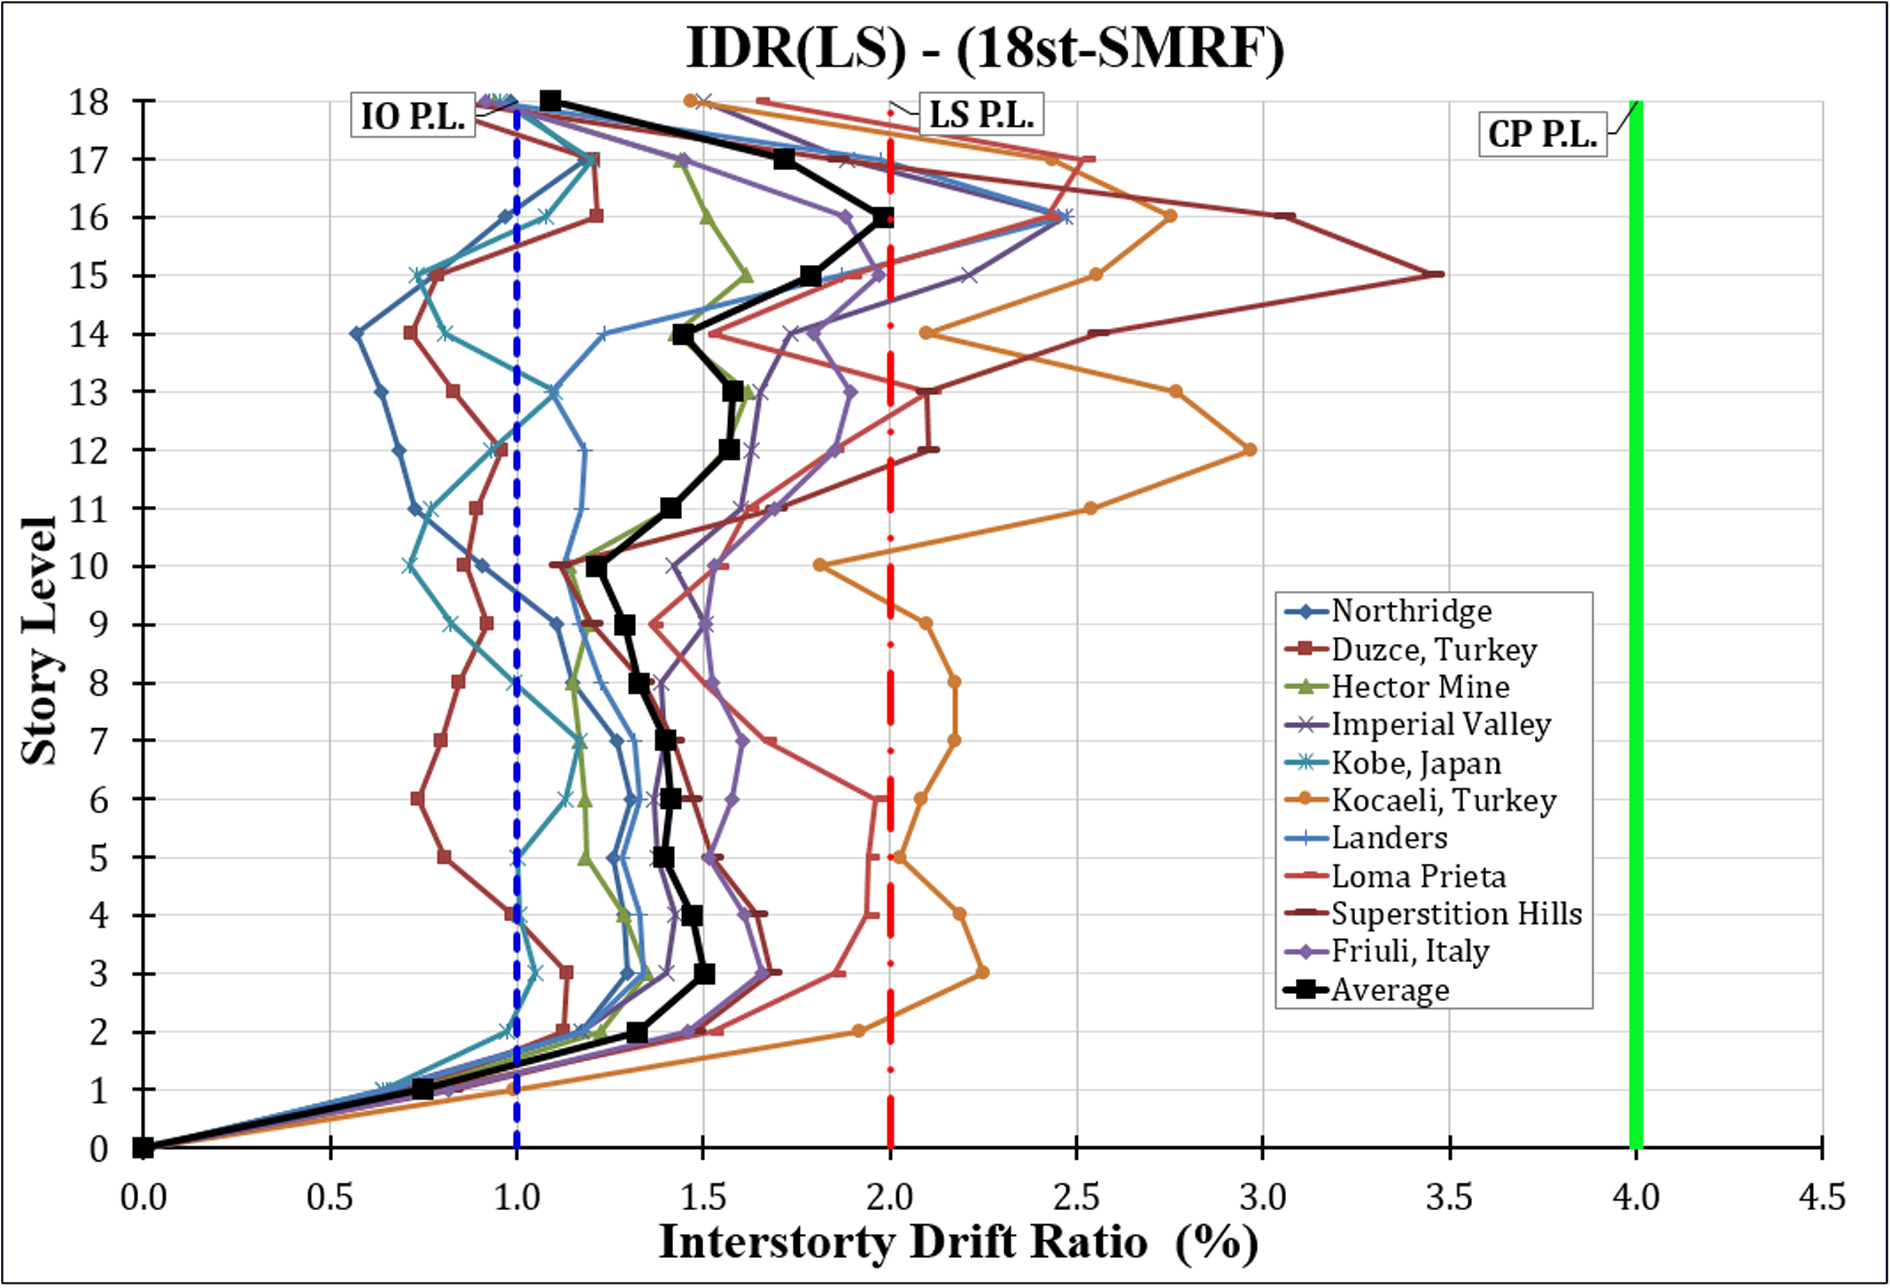 IDR(LS) - (18st-SMRF)
IO P.L.
LS P.L.
CP P.L.
Story Level
18
17
16
15
14
13
12
11
10
9
8
7
6
5
4
3
2
1
0
Northridge
Duzce, Turkey
Hector Mine
Imperial Valley
Kobe, Japan
Kocaeli, Turkey
Landers
Loma Prieta
Superstition Hills
Friuli, Italy
Average
0.0 0.5 1.0 1.5 2.0 2.5 3.0 3.5 4.0 4.5
Interstorty Drift Ratio (%)